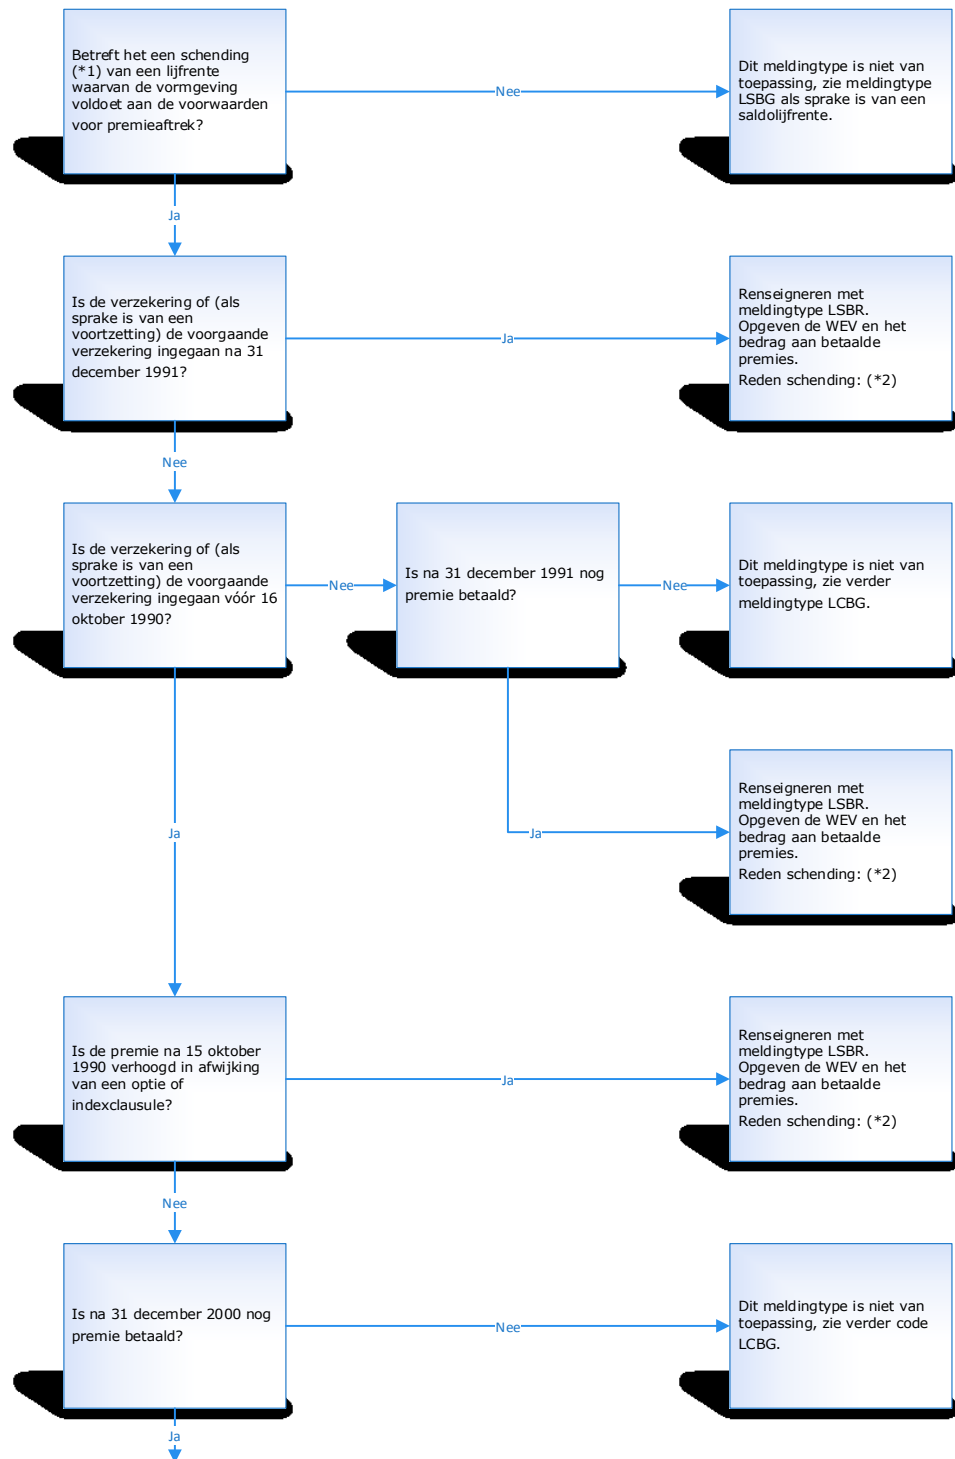 Betreft het een schending
(*1) van een lijfrente
waarvan de vormgeving
voldoet aan de voorwaarden
voor premieaftrek?
Nee
Dit meldingtype is niet van
toepassing, zie meldingtype
LSBG als sprake is van een
saldolijfrente.
Ja
Is de verzekering of (als
sprake is van een
voortzetting) de voorgaande
verzekering ingegaan na 31
december 1991?
Ja
Renseigneren met
meldingtype LSBR.
Opgeven de WEV en het
bedrag aan betaalde
premies.
Reden schending: (*2)
Nee
Is de verzekering of (als
sprake is van een
voortzetting) de voorgaande
verzekering ingegaan vóór 16
oktober 1990?
Nee
Is na 31 december 1991 nog
premie betaald?
Nee
Dit meldingtype is niet van
toepassing, zie verder
meldingtype LCBG.
Ja
Ja
Renseigneren met
meldingtype LSBR.
Opgeven de WEV en het
bedrag aan betaalde
premies.
Reden schending: (*2)
Is de premie na 15 oktober
1990 verhoogd in afwijking
van een optie of
indexclausule?
Ja
Renseigneren met
meldingtype LSBR.
Opgeven de WEV en het
bedrag aan betaalde
premies.
Reden schending: (*2)
Nee
Is na 31 december 2000 nog
premie betaald?
Nee
Dit meldingtype is niet van
toepassing, zie verder code
LCBG.
Ja